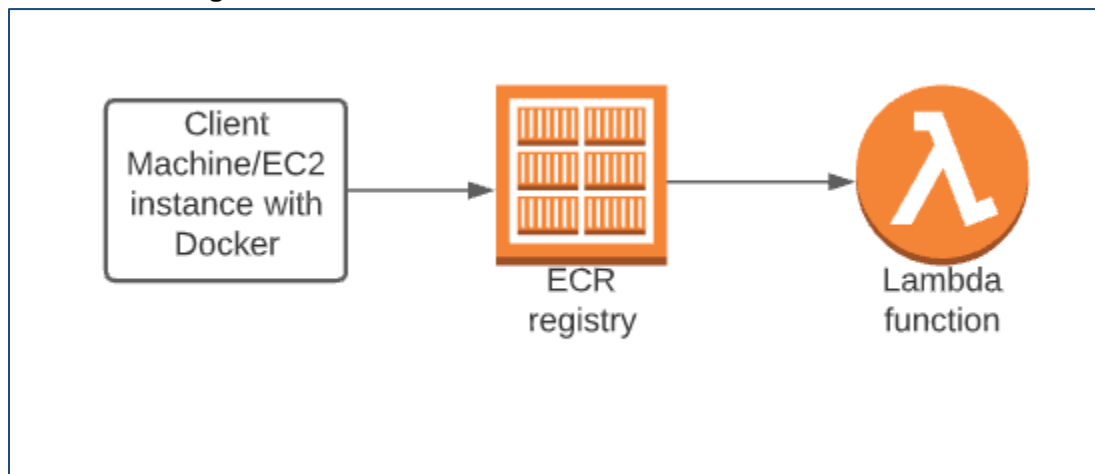 Client
Machine/EC2
instance with
Docker
ECR
registry
Lambda
function